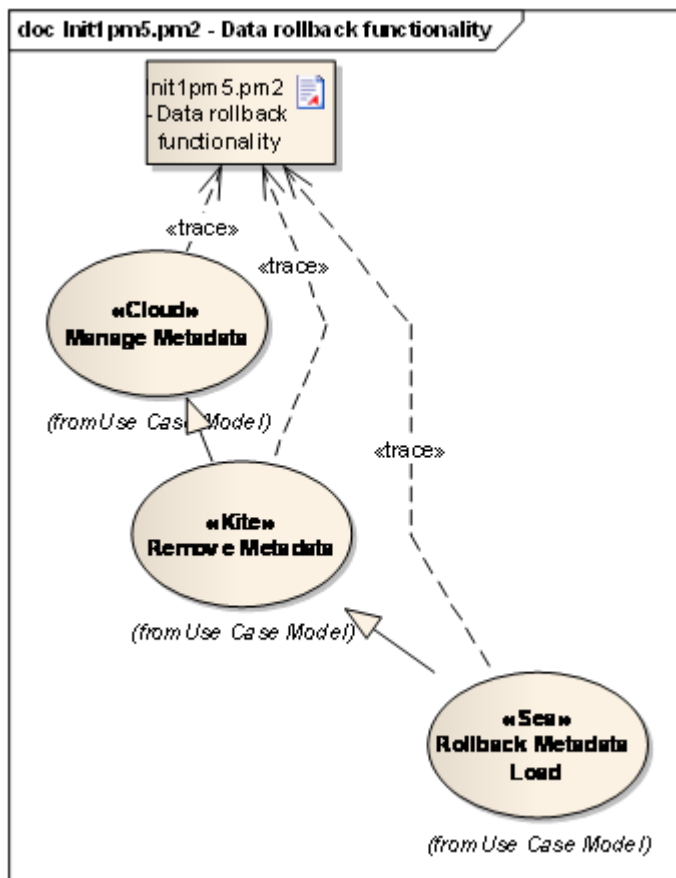 doc Init1pm5.pm2 - Data rollback functionality
Init1pm5.pm2
- Data rollback
functionality
«trace»
«trace»
«Cloud»
Manage Metadata
(from Use Case Model)
«trace»
«Kite»
Remove Metadata
(from Use Case Model)
«Sea»
Rollback Metadata
Load
(from Use Case Model)